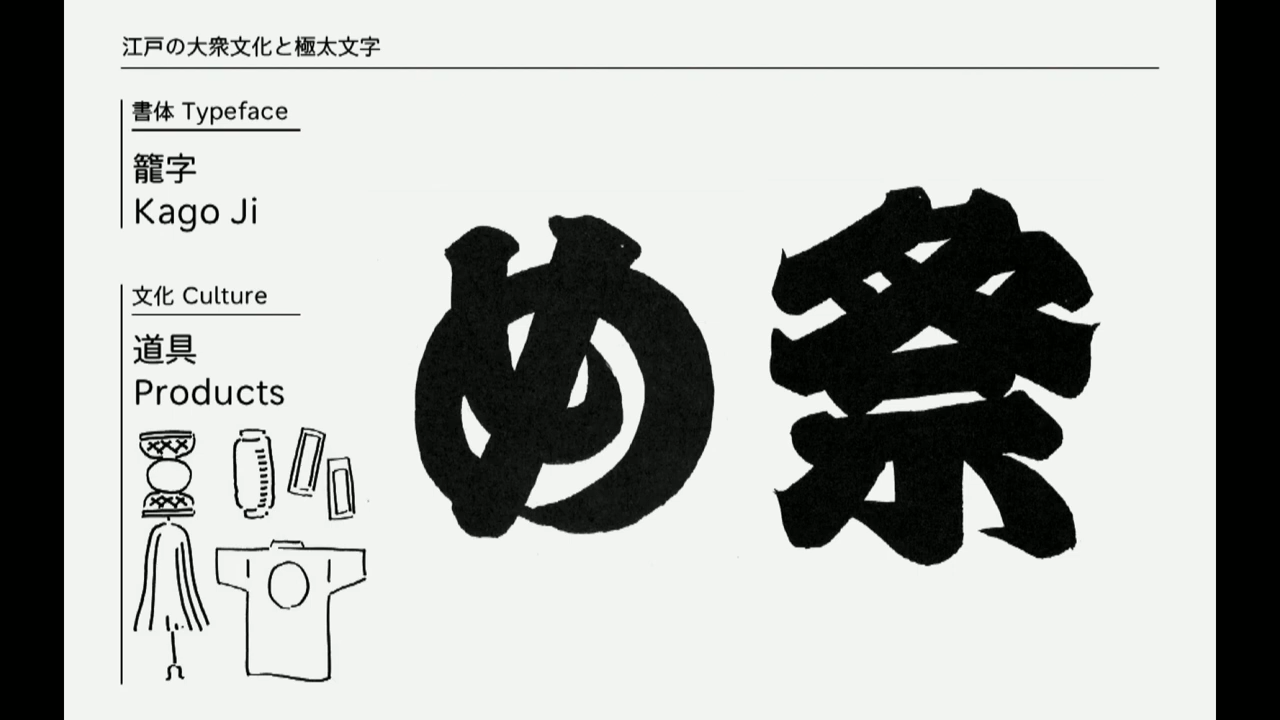 江戸の大衆文化と極太文字
書体 Typeface
籠字
Kago Ji
文化 Culture
道具
Products
め 祭